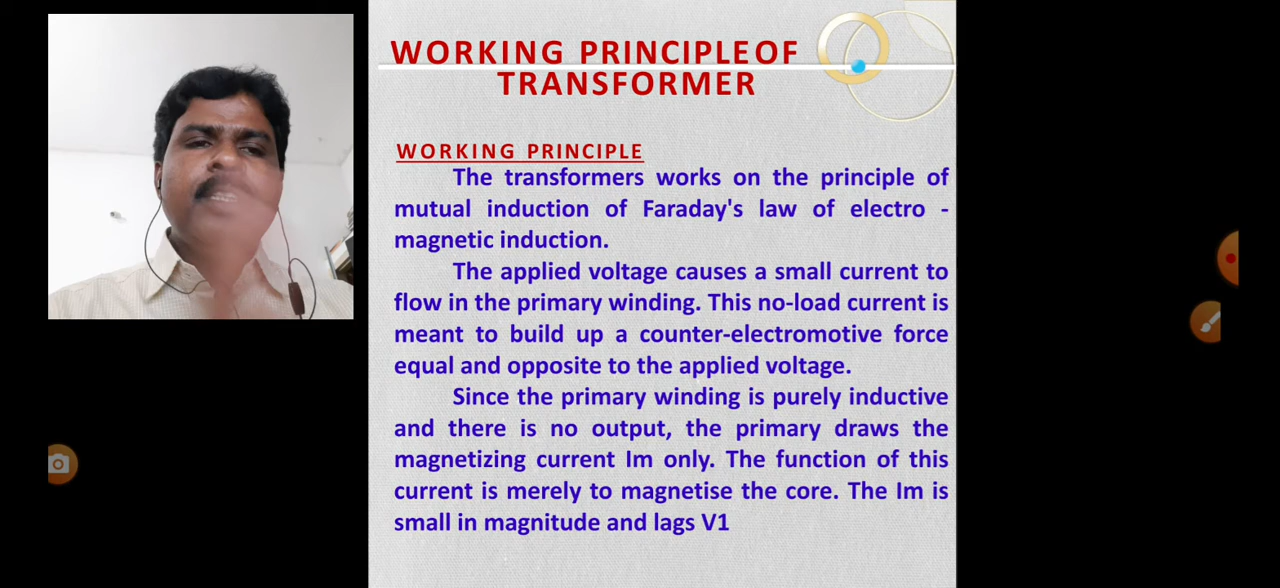 WORKING PRINCIPLEOF
TRANSFORMER
WORKING PRINCIPLE
The transformers works on the principle of
mutual induction of Faraday's law of electro -
magnetic induction.
The applied voltage causes a small current to
flow in the primary winding. This no-load current is
meant to build up a counter-electromotive force
equal and opposite to the applied voltage.
Since the primary winding is purely inductive
and there is no output, the primary draws the
magnetizing current Im only. The function of this
current is merely to magnetise the core. The Im is
small in magnitude and lags V1